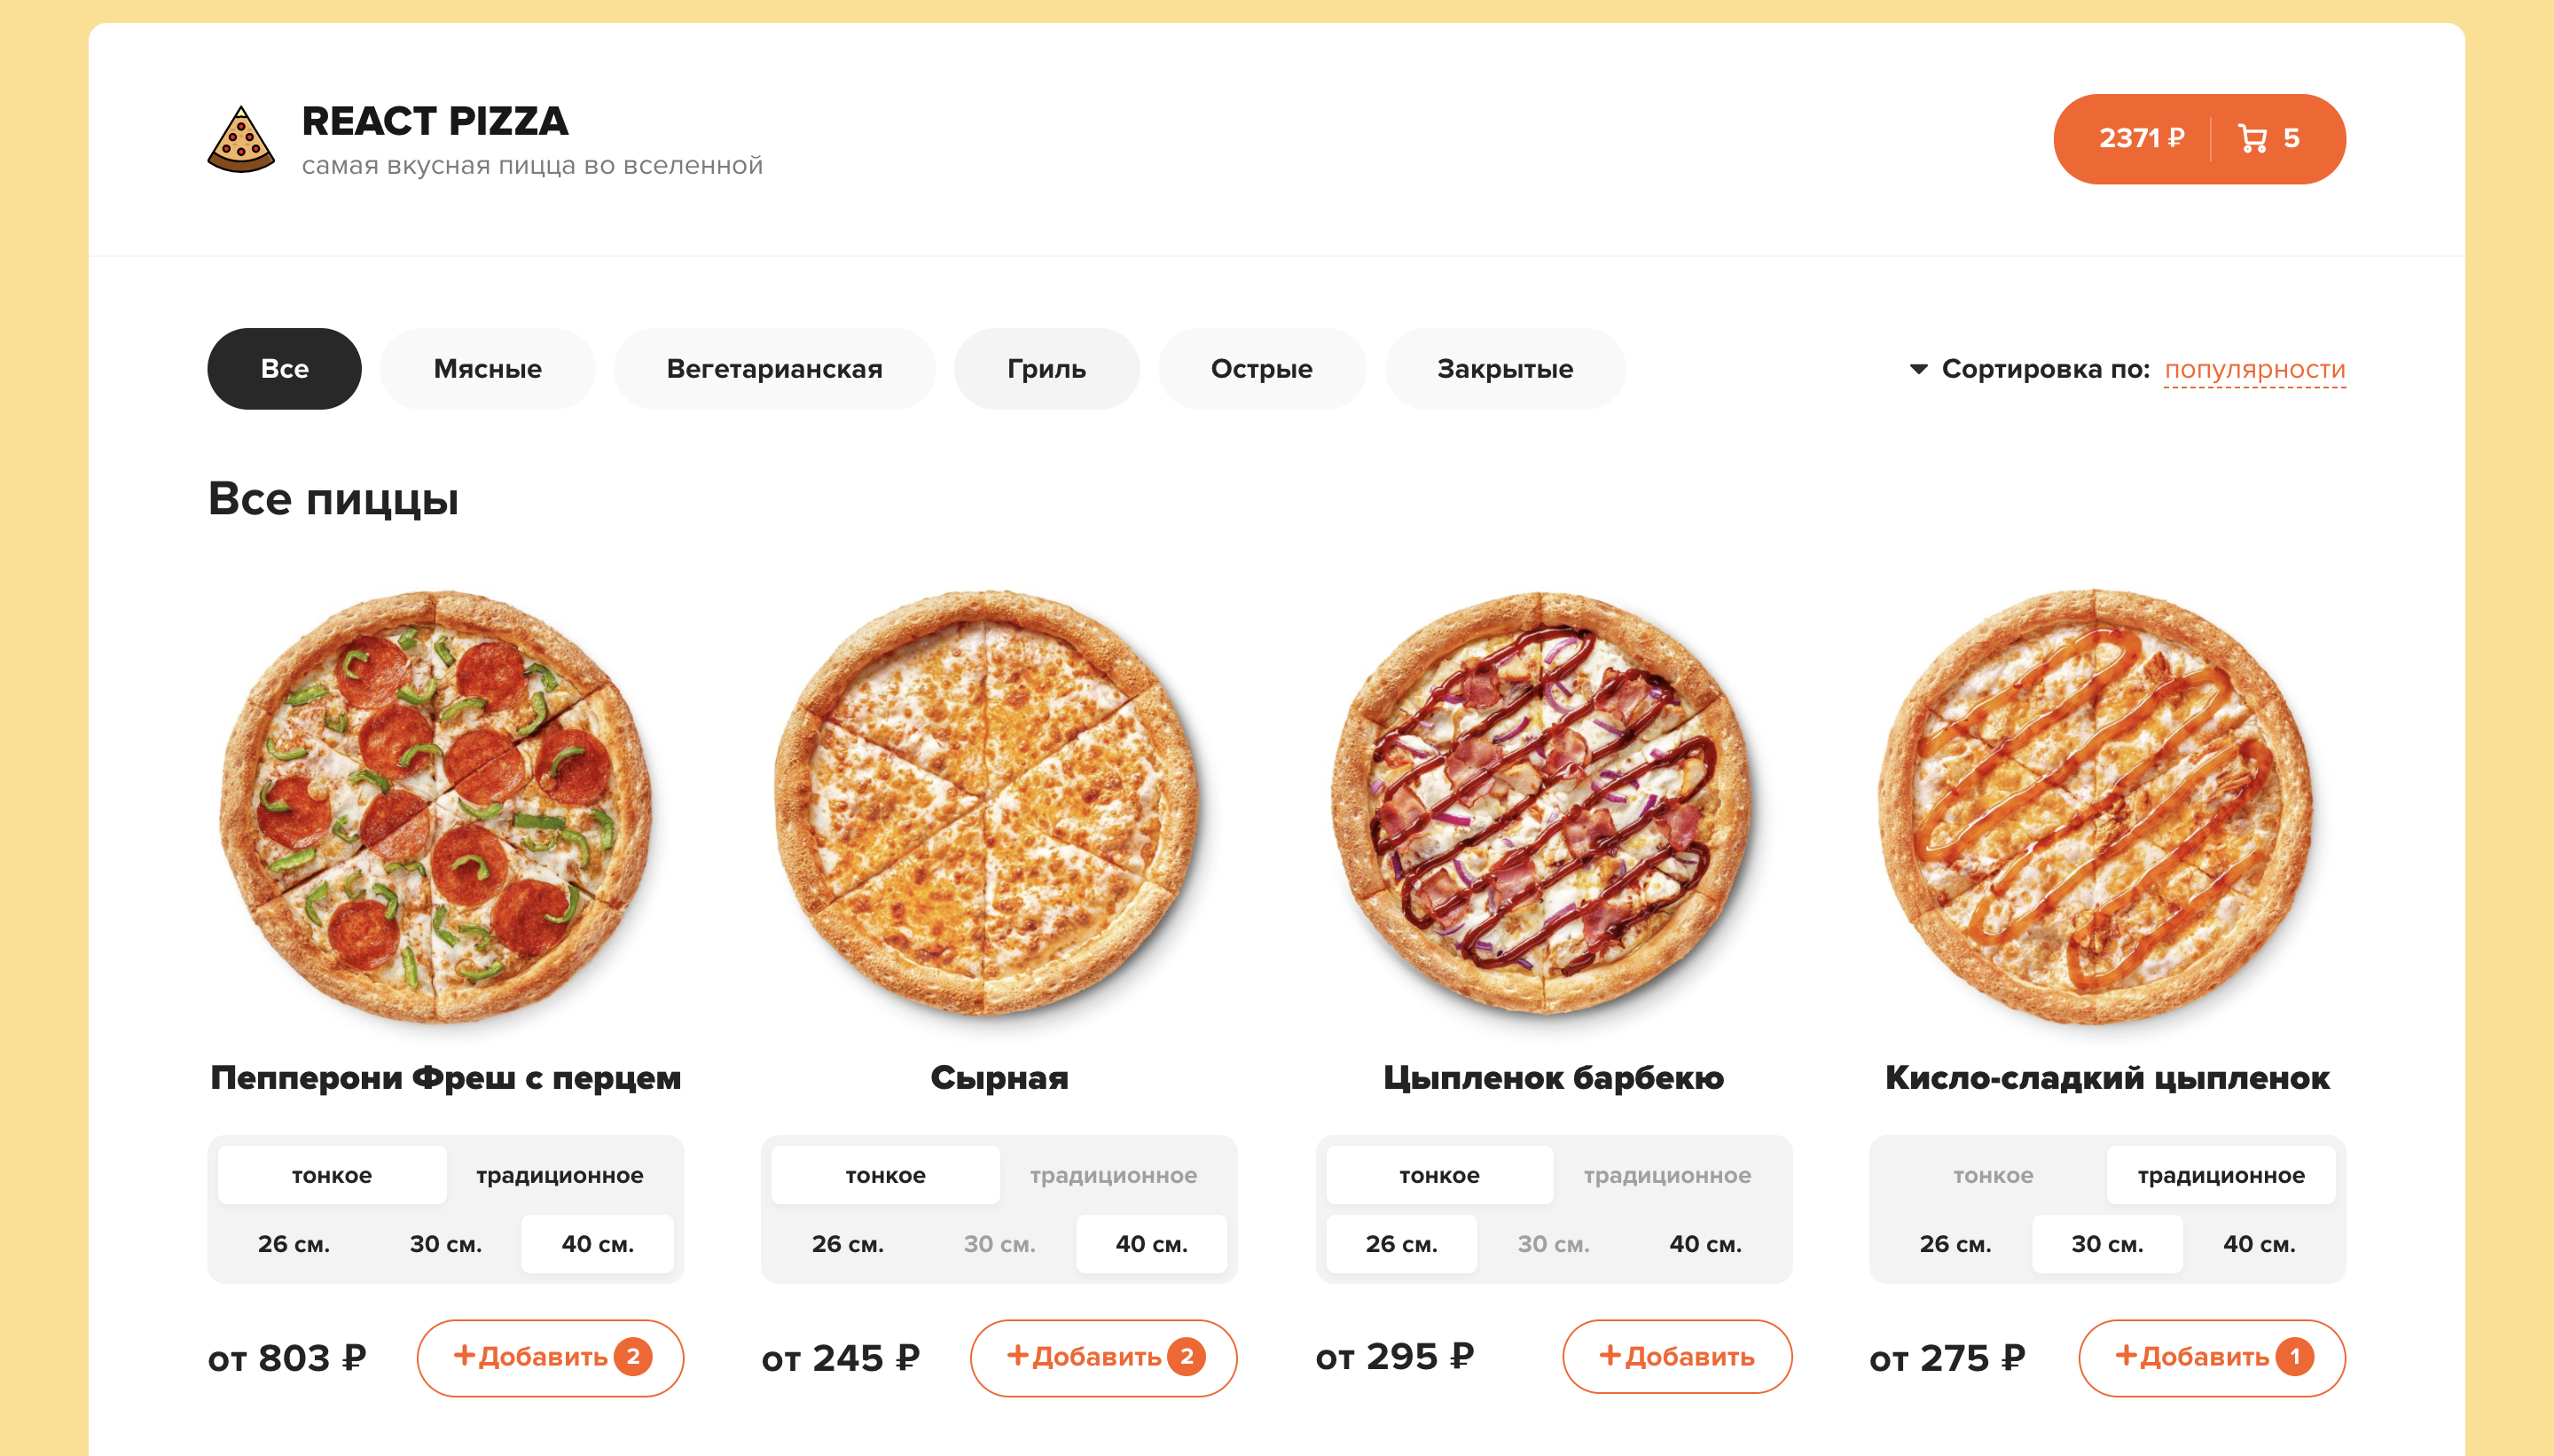 REACT PIZZA
самая вкусная пицца во вселенной
2371 ₽ 5
Все Мясные Вегетарианская Гриль Острые Закрытые
Сортировка по: популярности
Все пиццы
Пепперони Фреш с перцем
тонкое традиционное
26 см. 30 см. 40 см.
от 803 ₽ +Добавить 2
Сырная
тонкое традиционное
26 см. 30 см. 40 см.
от 245 ₽ +Добавить 2
Цыпленок барбекю
тонкое традиционное
26 см. 30 см. 40 см.
от 295 ₽ +Добавить
Кисло-сладкий цыпленок
тонкое традиционное
26 см. 30 см. 40 см.
от 275 ₽ +Добавить 1